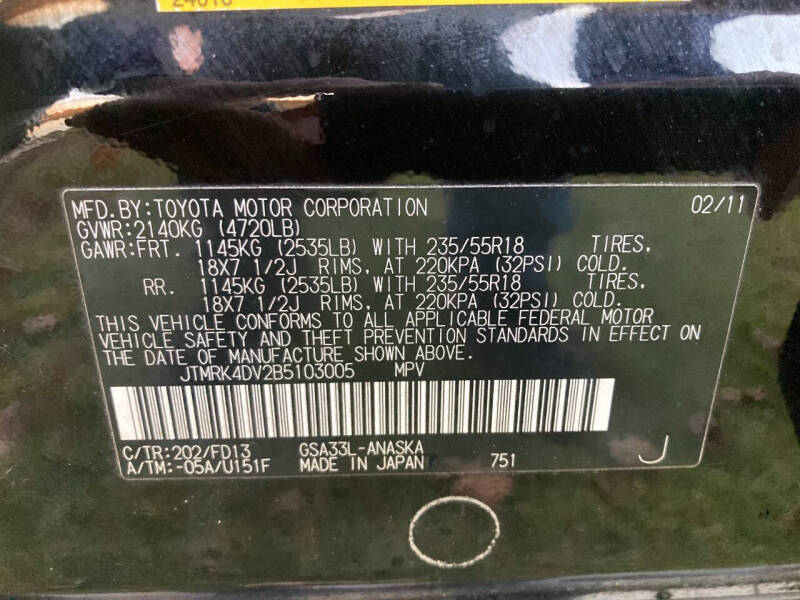 MFD.BY:TOYOTA MOTOR CORPORATION 02/11
GVWR:2140KG (4720LB)
GAWR:FRT. 1145KG (2535LB) WITH 235/55R18 TIRES,
18X7 1/2J RIMS, AT 220KPA (32PSI) COLD.
RR. 1145KG (2535LB) WITH 235/55R18 TIRES,
18X7 1/2J RIMS, AT 220KPA (32PSI) COLD.
THIS VEHICLE CONFORMS TO ALL APPLICABLE FEDERAL MOTOR
VEHICLE SAFETY AND THEFT PREVENTION STANDARDS IN EFFECT ON
THE DATE OF MANUFACTURE SHOWN ABOVE.
JTMRK4DV2B5103005 MPV
C/TR:202/FD13 GSA33L-ANASKA
A/TM:-05A/U151F MADE IN JAPAN 751 J